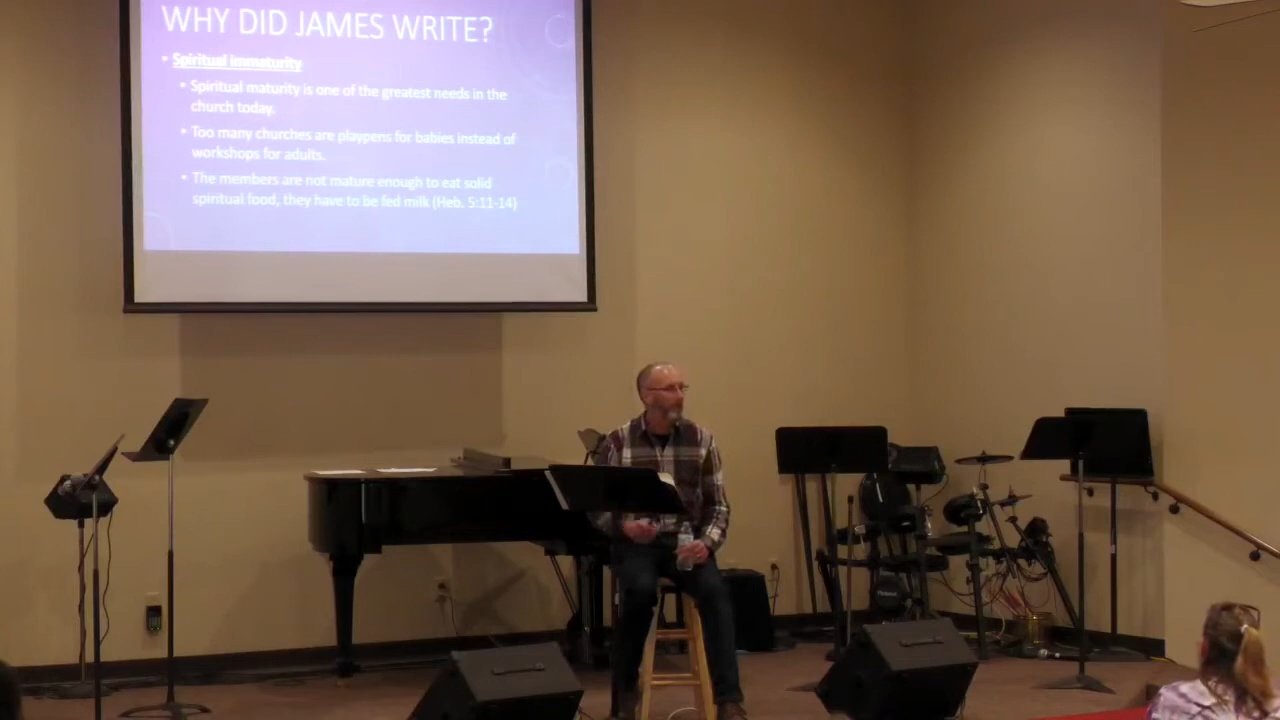 WHY DID JAMES WRITE?
• Spiritual immaturity
• Spiritual maturity is one of the greatest needs in the
church today.
• Too many churches are playpens for babies instead of
workshops for adults.
• The members are not mature enough to eat solid
spiritual food, they have to be fed milk (Heb. 5:11-14)
Roland